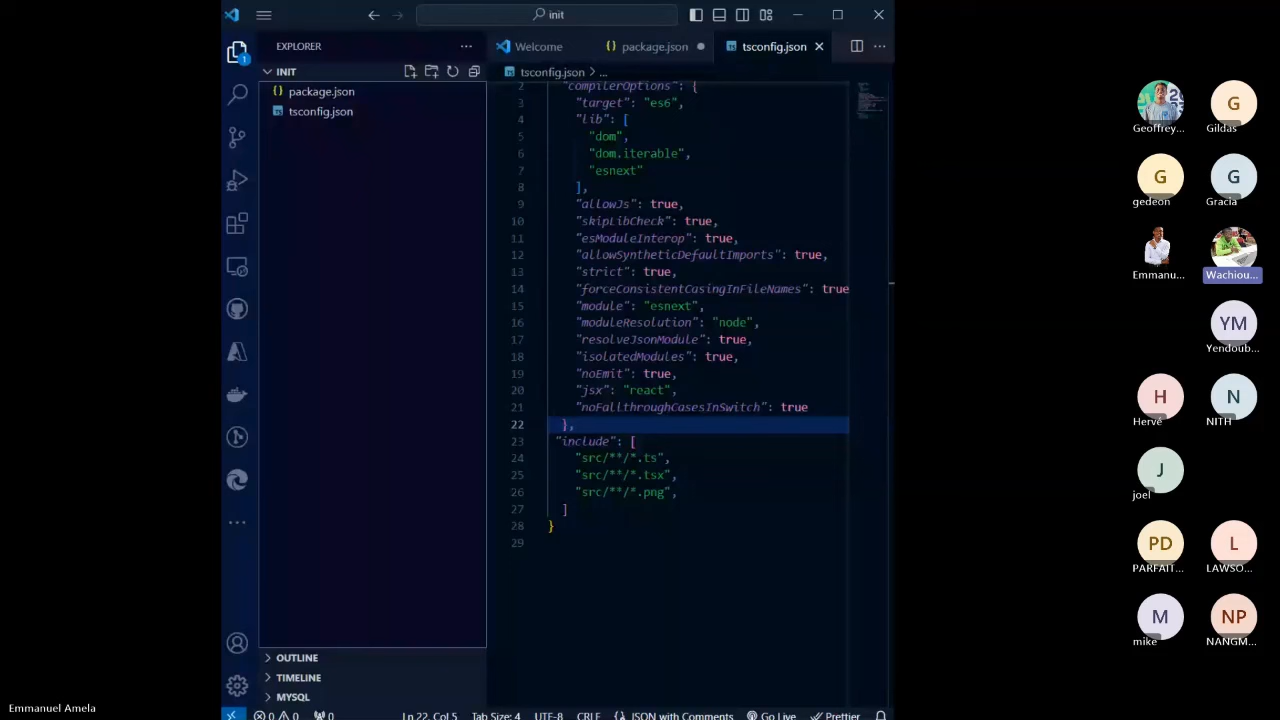 init
EXPLORER
Welcome
package.json
tsconfig.json
INIT
tsconfig.json > ...
package.json
tsconfig.json
2 "compilerOptions": {
3 "target": "es6",
4 "lib": [
5 "dom",
6 "dom.iterable",
7 "esnext"
8 ],
9 "allowJs": true,
10 "skipLibCheck": true,
11 "esModuleInterop": true,
12 "allowSyntheticDefaultImports": true,
13 "strict": true,
14 "forceConsistentCasingInFileNames": true
15 "module": "esnext",
16 "moduleResolution": "node",
17 "resolveJsonModule": true,
18 "isolatedModules": true,
19 "noEmit": true,
20 "jsx": "react",
21 "noFallthroughCasesInSwitch": true
22 },
23 "include": [
24 "src/**/*.ts",
25 "src/**/*.tsx",
26 "src/**/*.png",
27 ]
28 }
29
OUTLINE
TIMELINE
MYSQL
0 0 0 Ln 22, Col 5 Tab Size: 4 UTF-8 CRLF {} JSON with Comments Go Live Prettier
1
Geoffrey...
G
Gildas
G
gedeon
G
Gracia
Emmanu...
Wachiou...
YM
Yendoub...
H
Hervé
N
NITH
J
joel
PD
PARFAIT...
L
LAWSO...
M
mike
NP
NANGM...
Emmanuel Amela